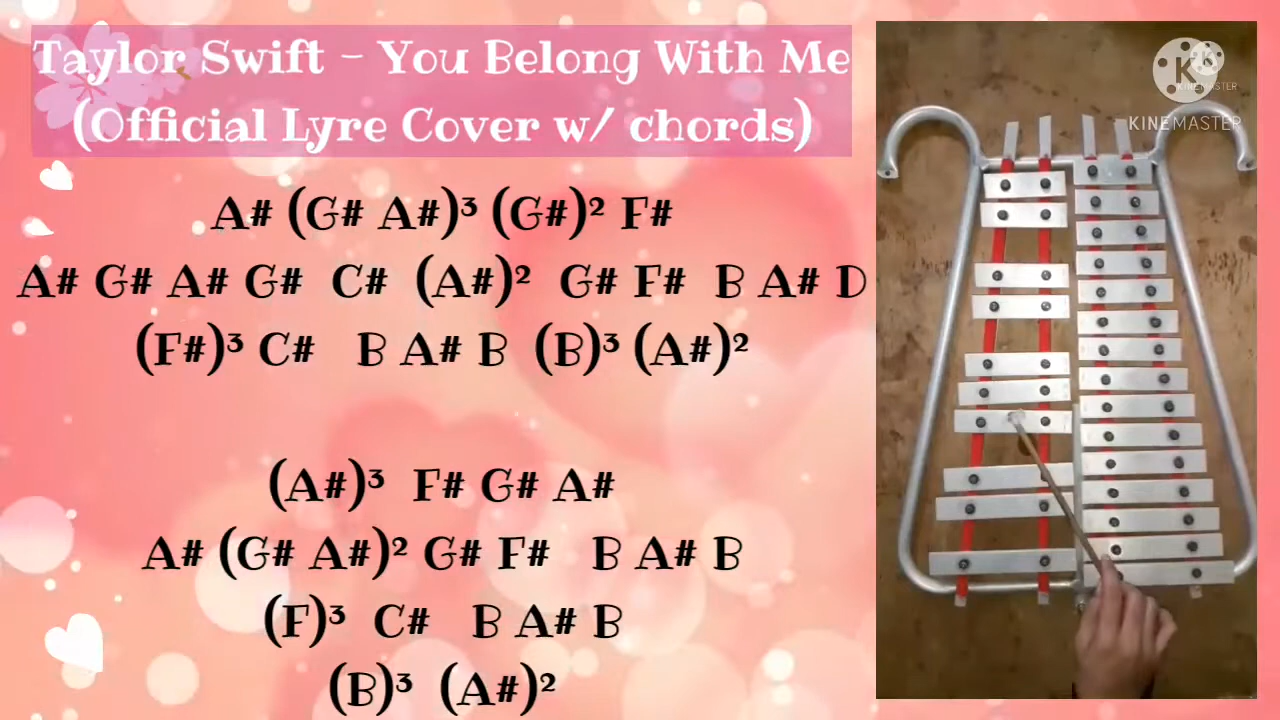 Taylor Swift - You Belong With Me
(Official Lyre Cover w/ chords)
A# (G# A#)³ (G#)² F#
A# G# A# G# C# (A#)² G# F# B A# D
(F#)³ C# B A# B (B)³ (A#)²
(A#)³ F# G# A#
A# (G# A#)² G# F# B A# B
(F)³ C# B A# B
(B)³ (A#)²
K
K
KINEMASTER
KINEMASTER